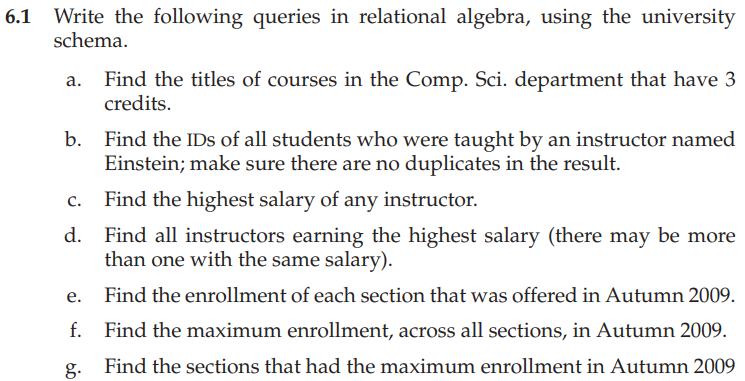 6.1 Write the following queries in relational algebra, using the university
schema.
a. Find the titles of courses in the Comp. Sci. department that have 3
credits.
b. Find the IDs of all students who were taught by an instructor named
Einstein; make sure there are no duplicates in the result.
c. Find the highest salary of any instructor.
d. Find all instructors earning the highest salary (there may be more
than one with the same salary).
e. Find the enrollment of each section that was offered in Autumn 2009.
f. Find the maximum enrollment, across all sections, in Autumn 2009.
g. Find the sections that had the maximum enrollment in Autumn 2009